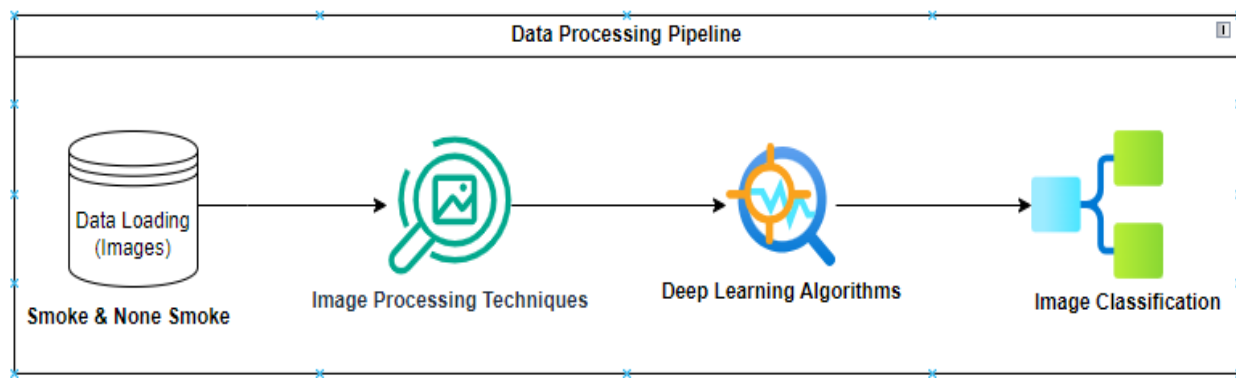 Data Processing Pipeline
I
Data Loading
(Images)
Smoke & None Smoke
Image Processing Techniques
Deep Learning Algorithms
Image Classification